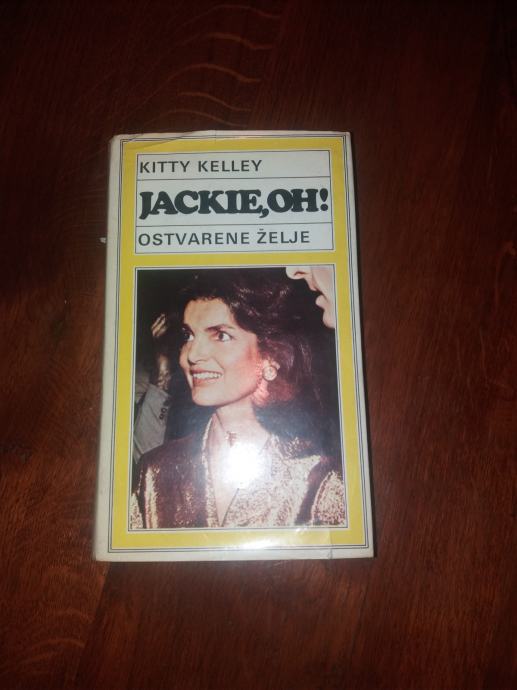 KITTY KELLEY
JACKIE, OH!
OSTVARENE ŽELJE